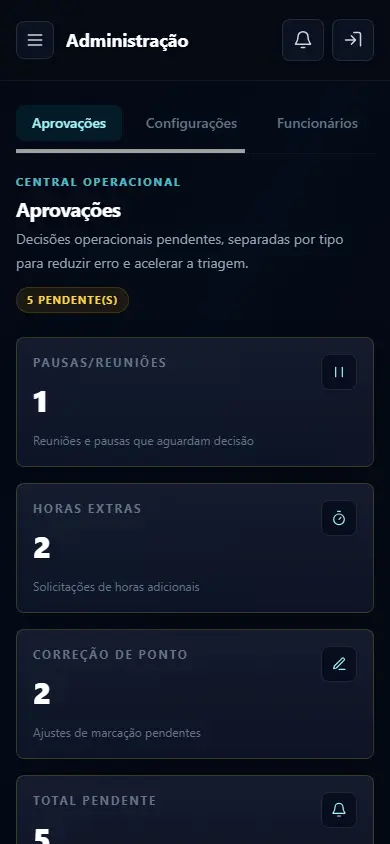 Administração
Aprovações
Configurações
Funcionários
CENTRAL OPERACIONAL
Aprovações
Decisões operacionais pendentes, separadas por tipo
para reduzir erro e acelerar a triagem.
5 PENDENTE(S)
PAUSAS/REUNIÕES
1
Reuniões e pausas que aguardam decisão
HORAS EXTRAS
2
Solicitações de horas adicionais
CORREÇÃO DE PONTO
2
Ajustes de marcação pendentes
TOTAL PENDENTE
5